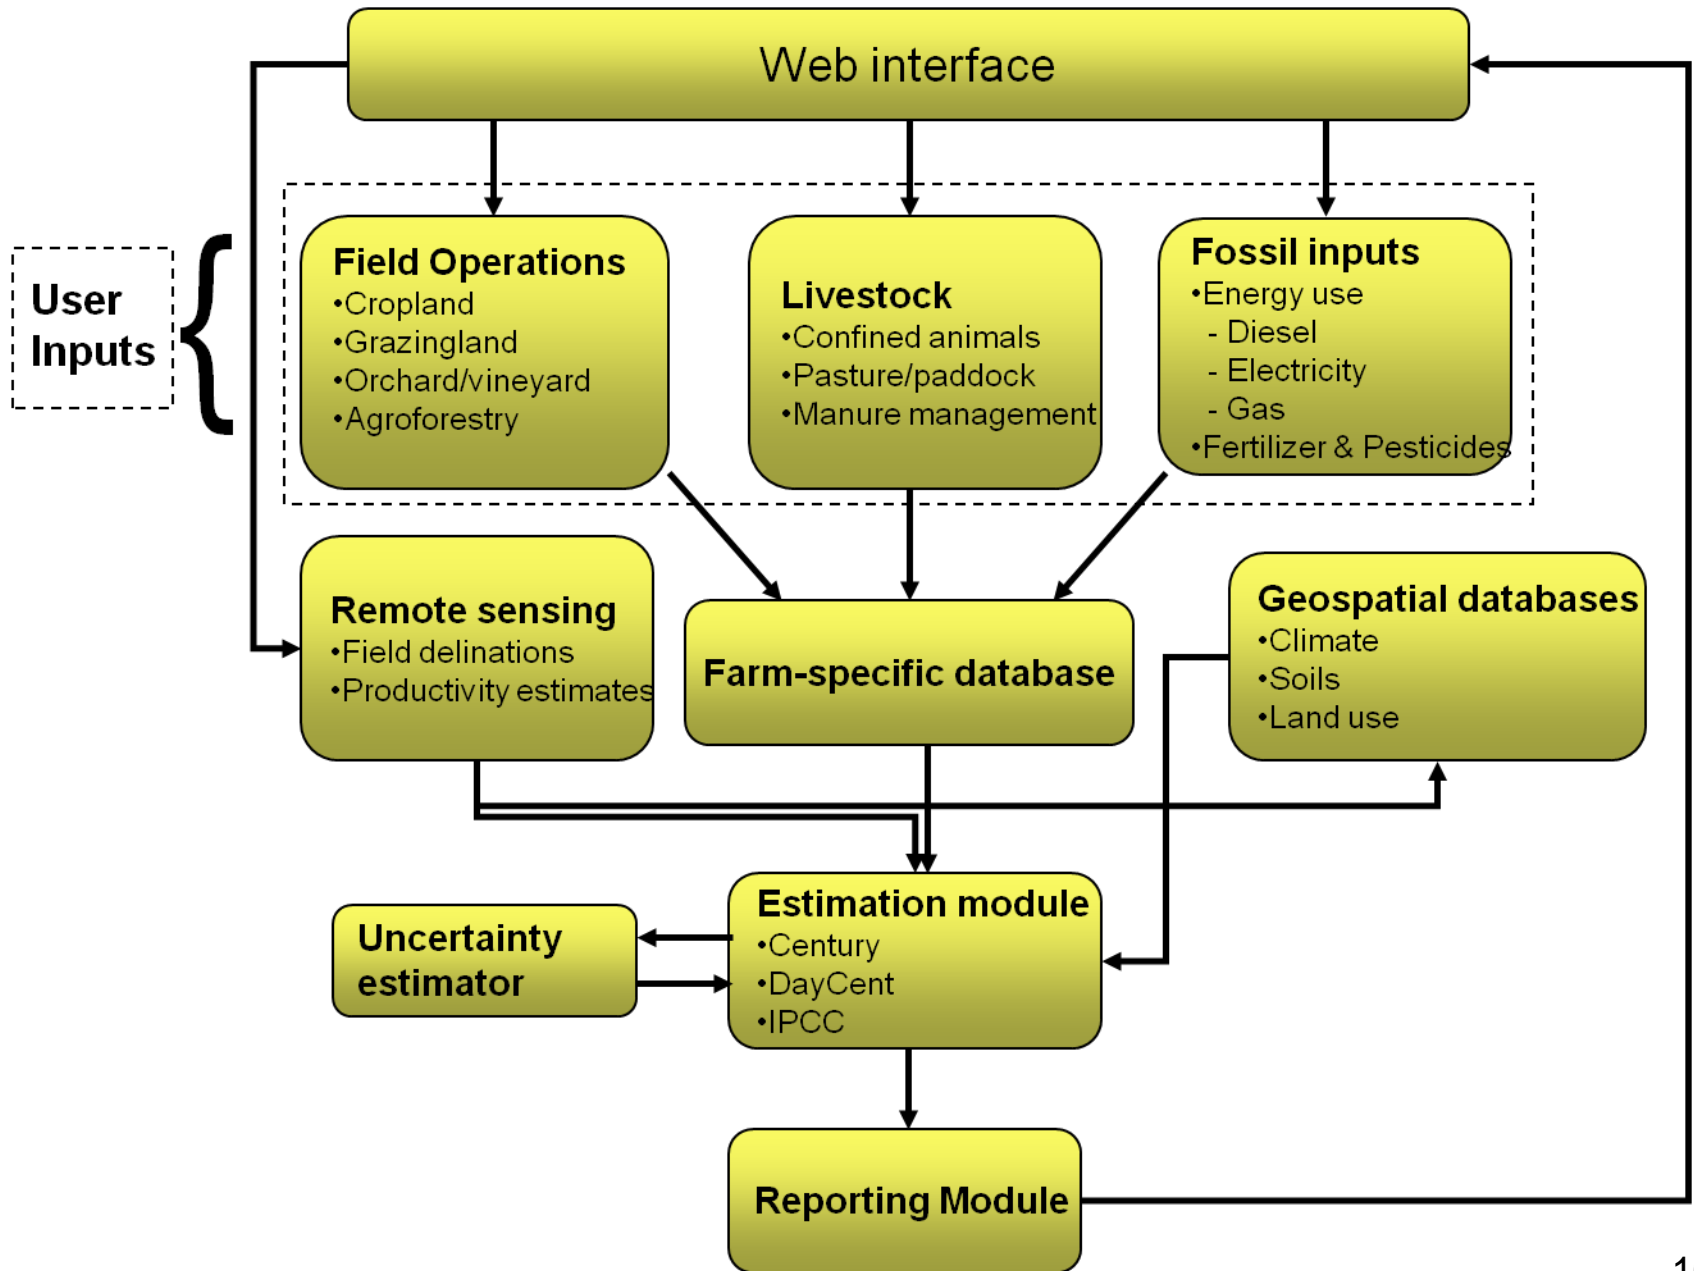 Web interface
User
Inputs
Field Operations
•Cropland
•Grazingland
•Orchard/vineyard
•Agroforestry
Livestock
•Confined animals
•Pasture/paddock
•Manure management
Fossil inputs
•Energy use
- Diesel
- Electricity
- Gas
•Fertilizer & Pesticides
Remote sensing
•Field delinations
•Productivity estimates
Farm-specific database
Geospatial databases
•Climate
•Soils
•Land use
Uncertainty
estimator
Estimation module
•Century
•DayCent
•IPCC
Reporting Module